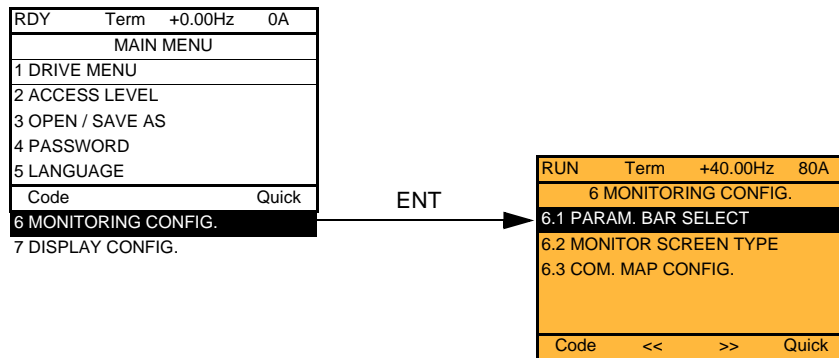 RDY Term +0.00Hz 0A
MAIN MENU
1 DRIVE MENU
2 ACCESS LEVEL
3 OPEN / SAVE AS
4 PASSWORD
5 LANGUAGE
Code Quick
6 MONITORING CONFIG.
7 DISPLAY CONFIG.
ENT
RUN Term +40.00Hz 80A
6 MONITORING CONFIG.
6.1 PARAM. BAR SELECT
6.2 MONITOR SCREEN TYPE
6.3 COM. MAP CONFIG.
Code << >> Quick